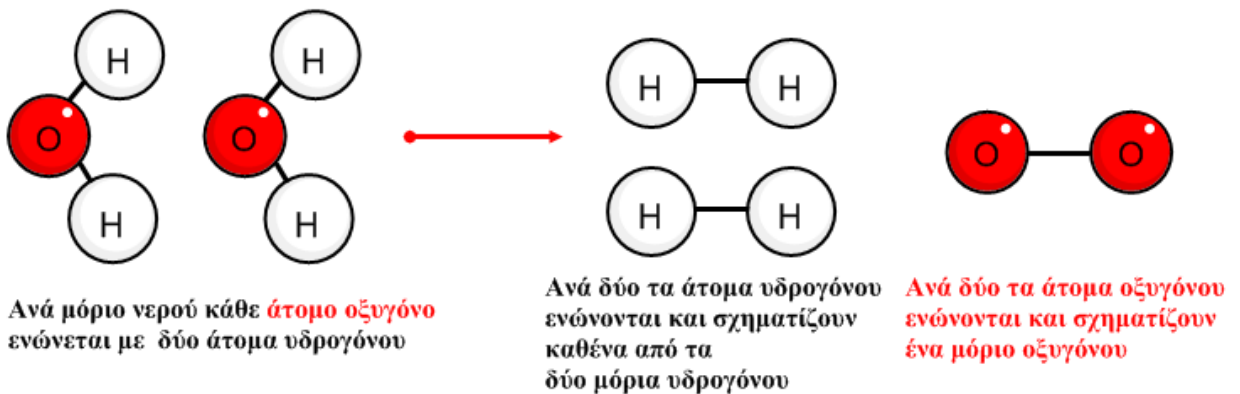 H
H
O
O
H
H
H
H
H
H
O
O
Ανά μόριο νερού κάθε άτομο οξυγόνο
ενώνεται με δύο άτομα υδρογόνου
Ανά δύο τα άτομα υδρογόνου
ενώνονται και σχηματίζουν
καθένα από τα
δύο μόρια υδρογόνου
Ανά δύο τα άτομα οξυγόνου
ενώνονται και σχηματίζουν
ένα μόριο οξυγόνου